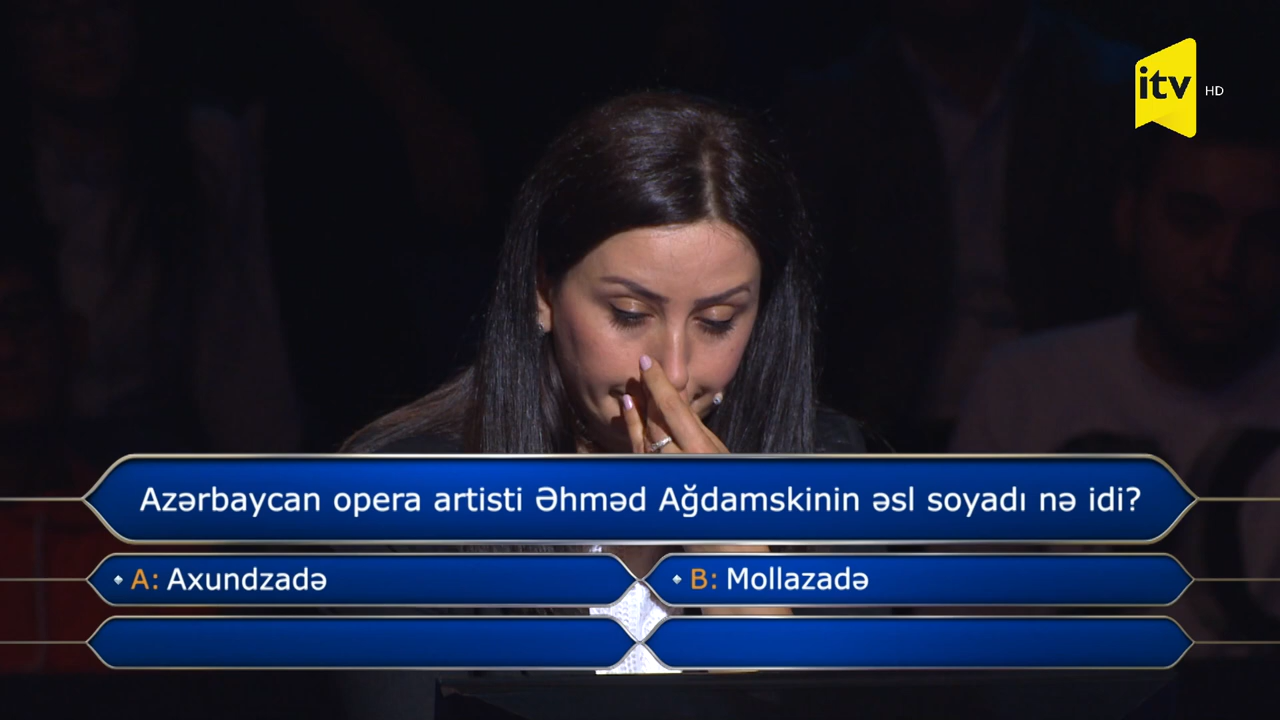 itv HD
Azərbaycan opera artisti Əhməd Ağdamskinin əsl soyadı nə idi?
A: Axundzadə
B: Mollazadə